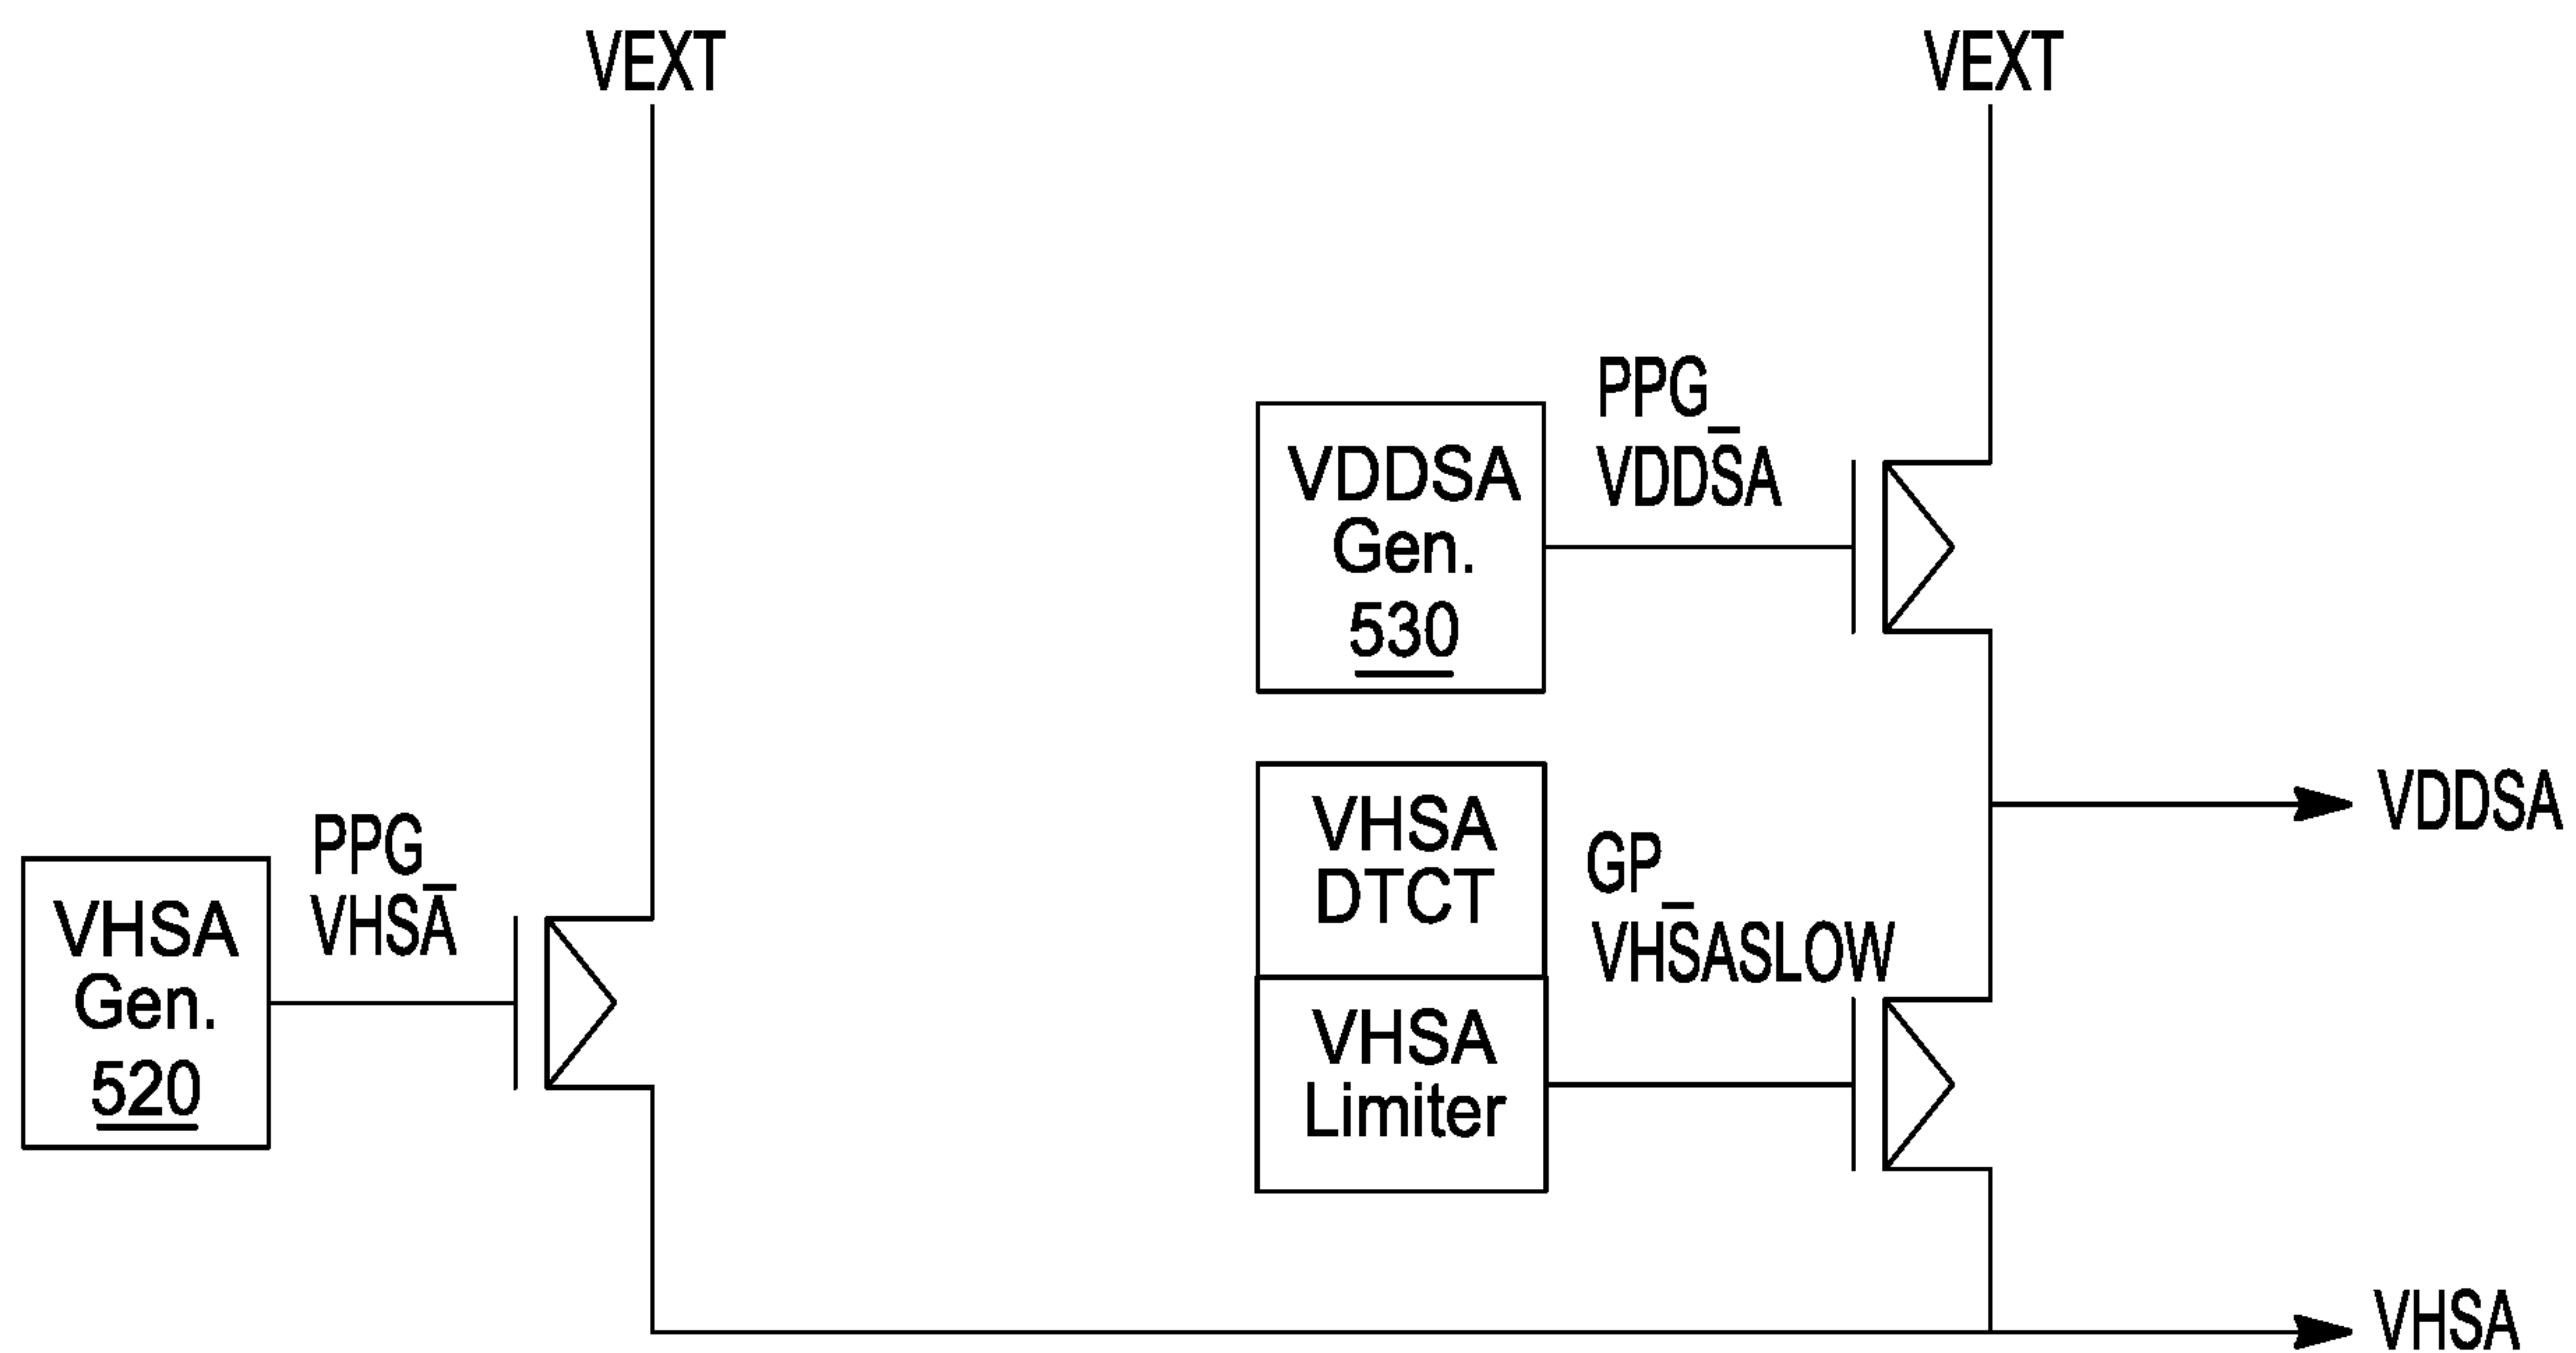 VEXT
VEXT
PPG_
VDDSA
VDDSA
Gen.
530
VHSA
DTCT
GP_
VHSASLOW
VDDSA
PPG_
VHSA
VHSA
Gen.
520
VHSA
Limiter
VHSA